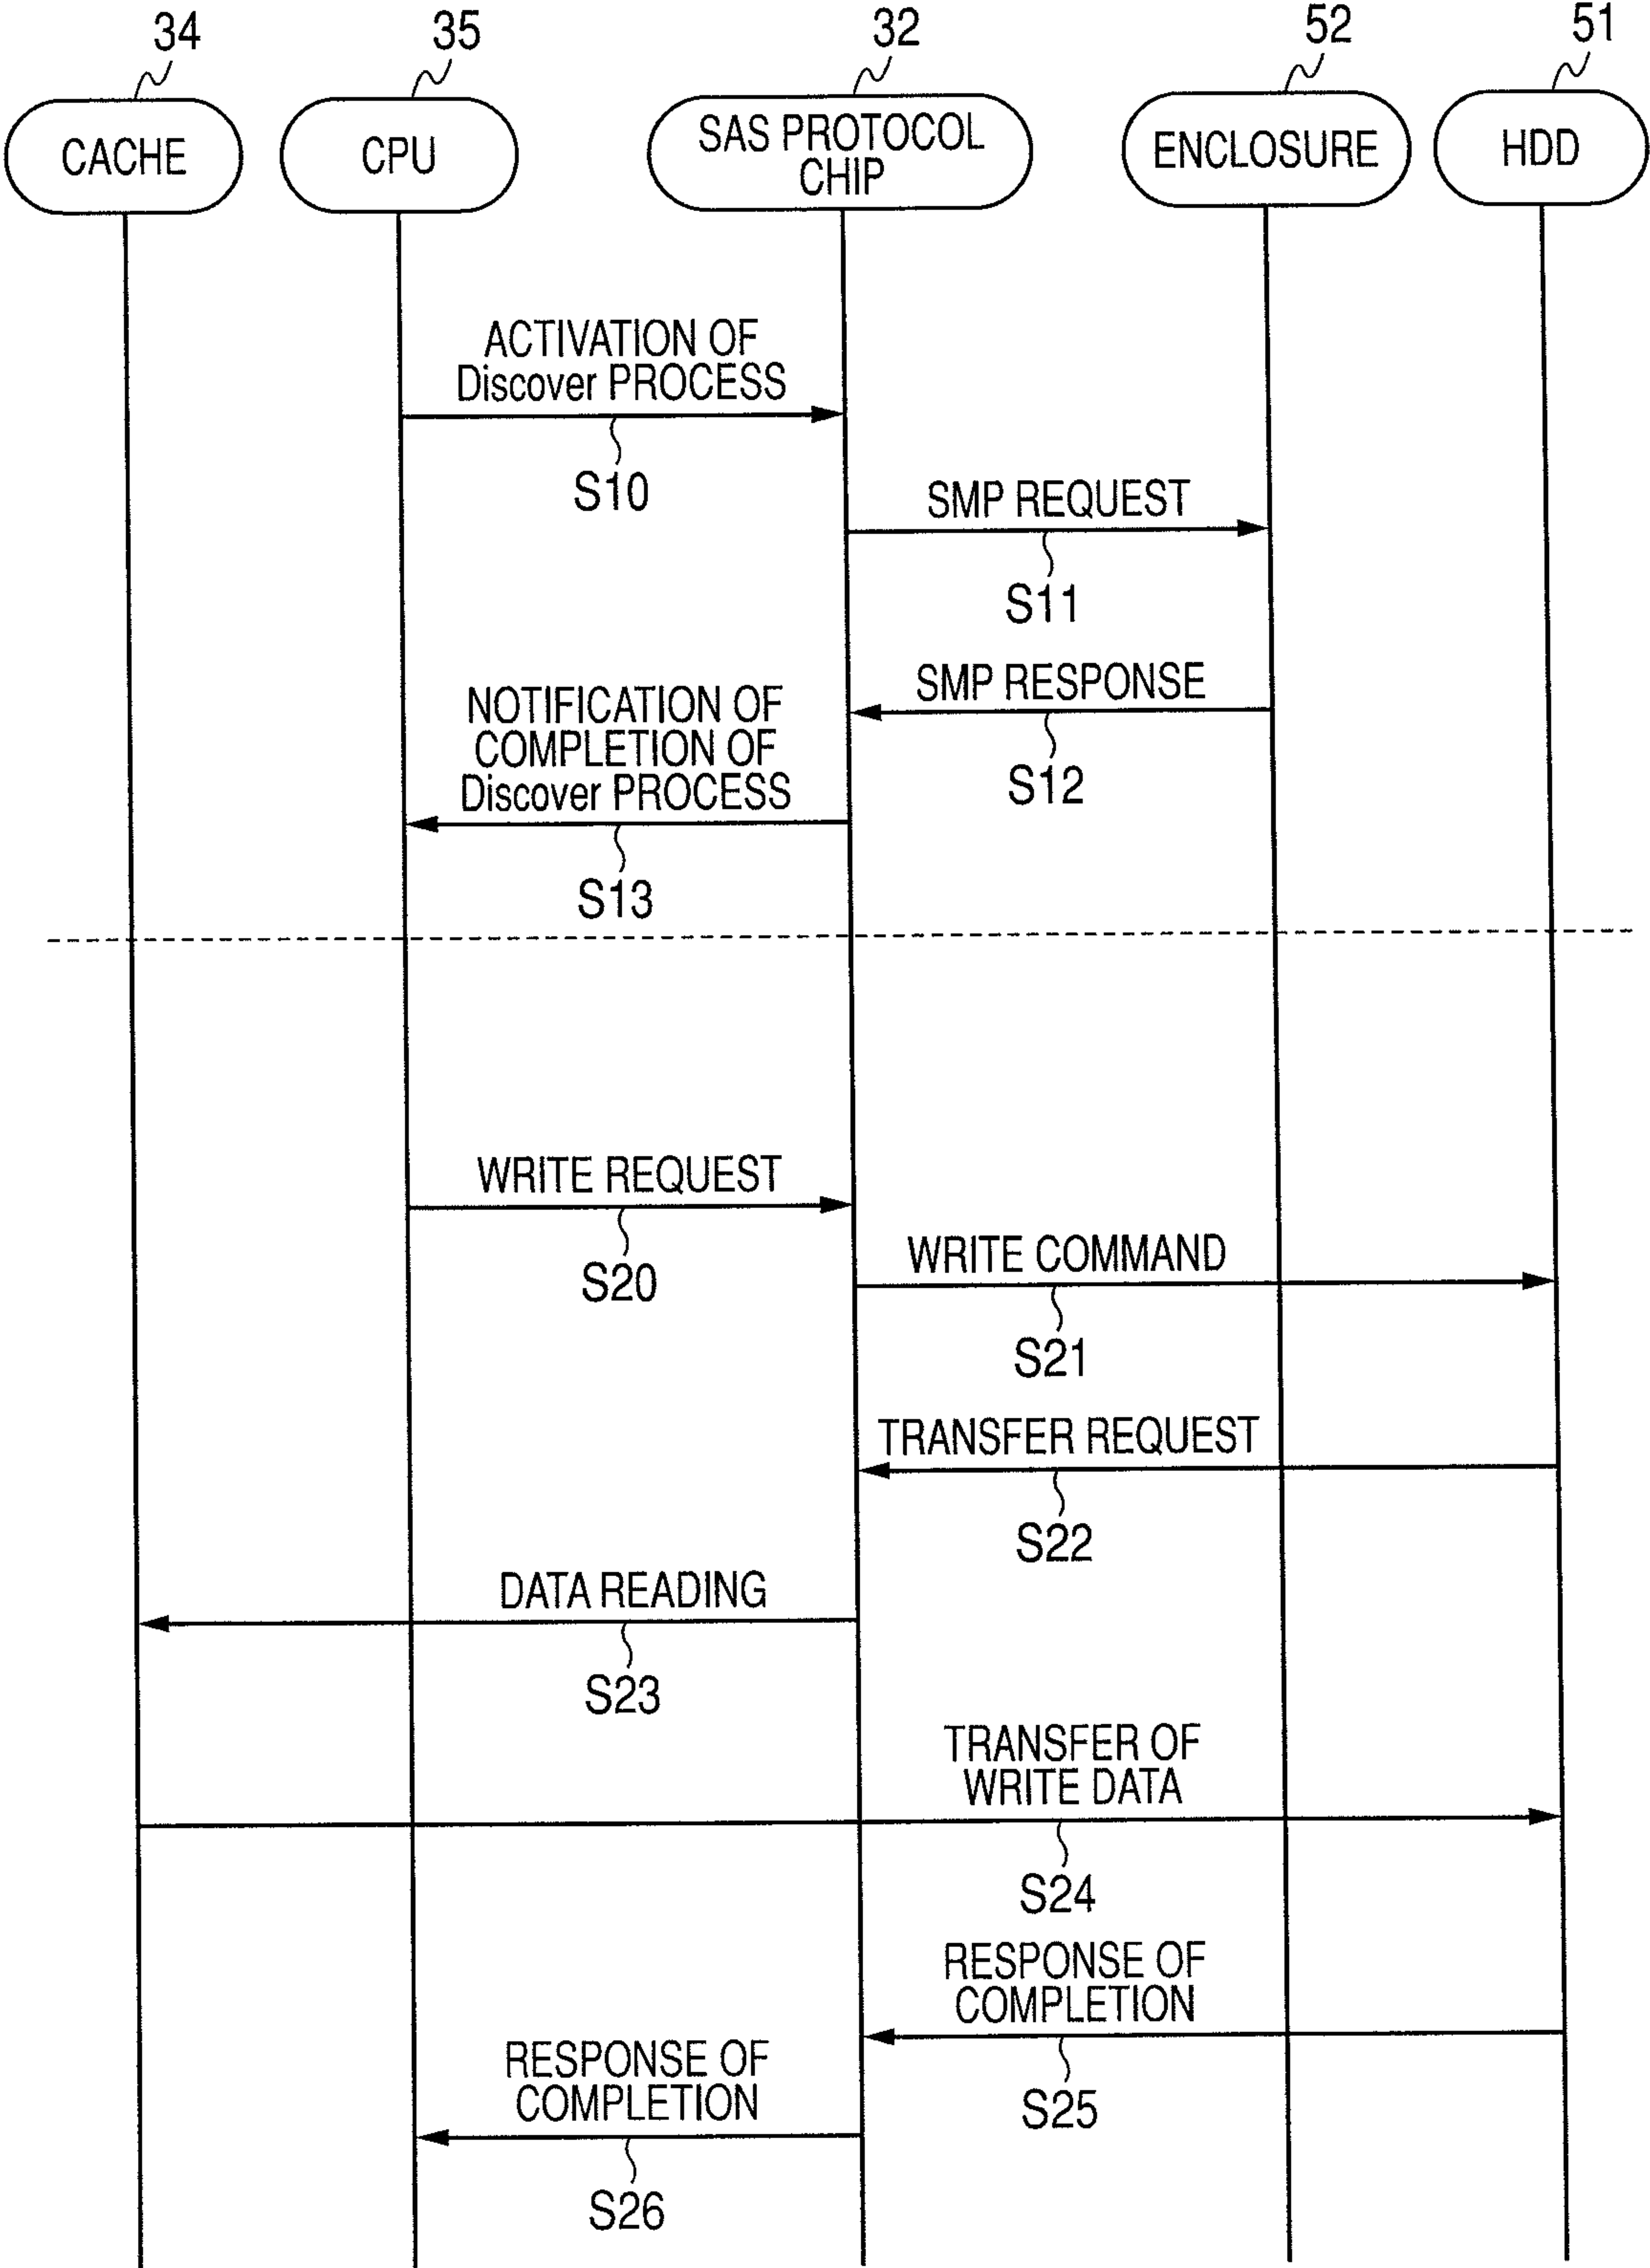 34
35
32
52
51
CACHE
CPU
SAS PROTOCOL
CHIP
ENCLOSURE
HDD
ACTIVATION OF
Discover PROCESS
S10
SMP REQUEST
S11
SMP RESPONSE
S12
NOTIFICATION OF
COMPLETION OF
Discover PROCESS
S13
WRITE REQUEST
S20
WRITE COMMAND
S21
TRANSFER REQUEST
S22
DATA READING
S23
TRANSFER OF
WRITE DATA
S24
RESPONSE OF
COMPLETION
S25
RESPONSE OF
COMPLETION
S26